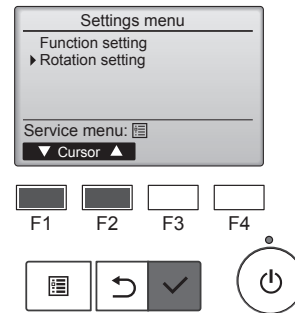 Settings menu
Function setting
Rotation setting
Service menu:
▼ Cursor ▲
F1 F2 F3 F4